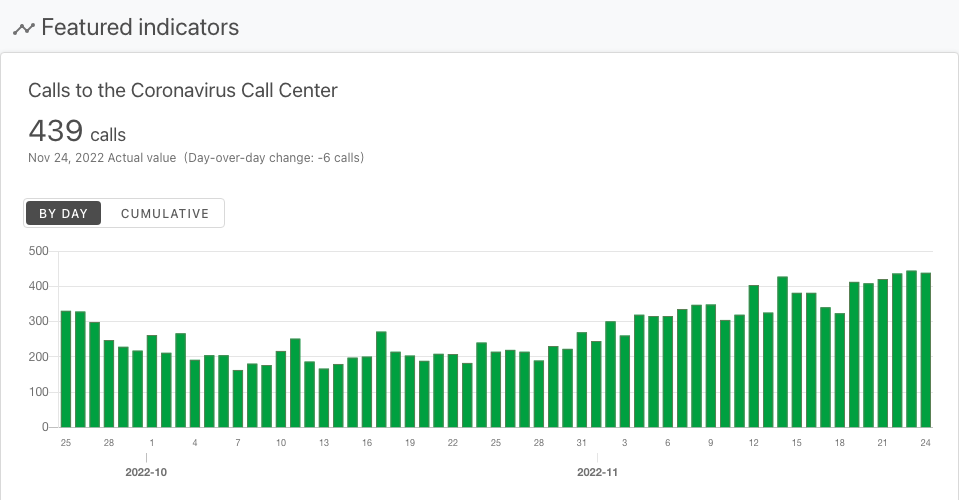 Featured indicators
Calls to the Coronavirus Call Center
439 calls
Nov 24, 2022 Actual value (Day-over-day change: -6 calls)
BY DAY CUMULATIVE
500
400
300
200
100
0
25 28 1 4 7 10 13 16 19 22 25 28 31 3 6 9 12 15 18 21 24
2022-10 2022-11